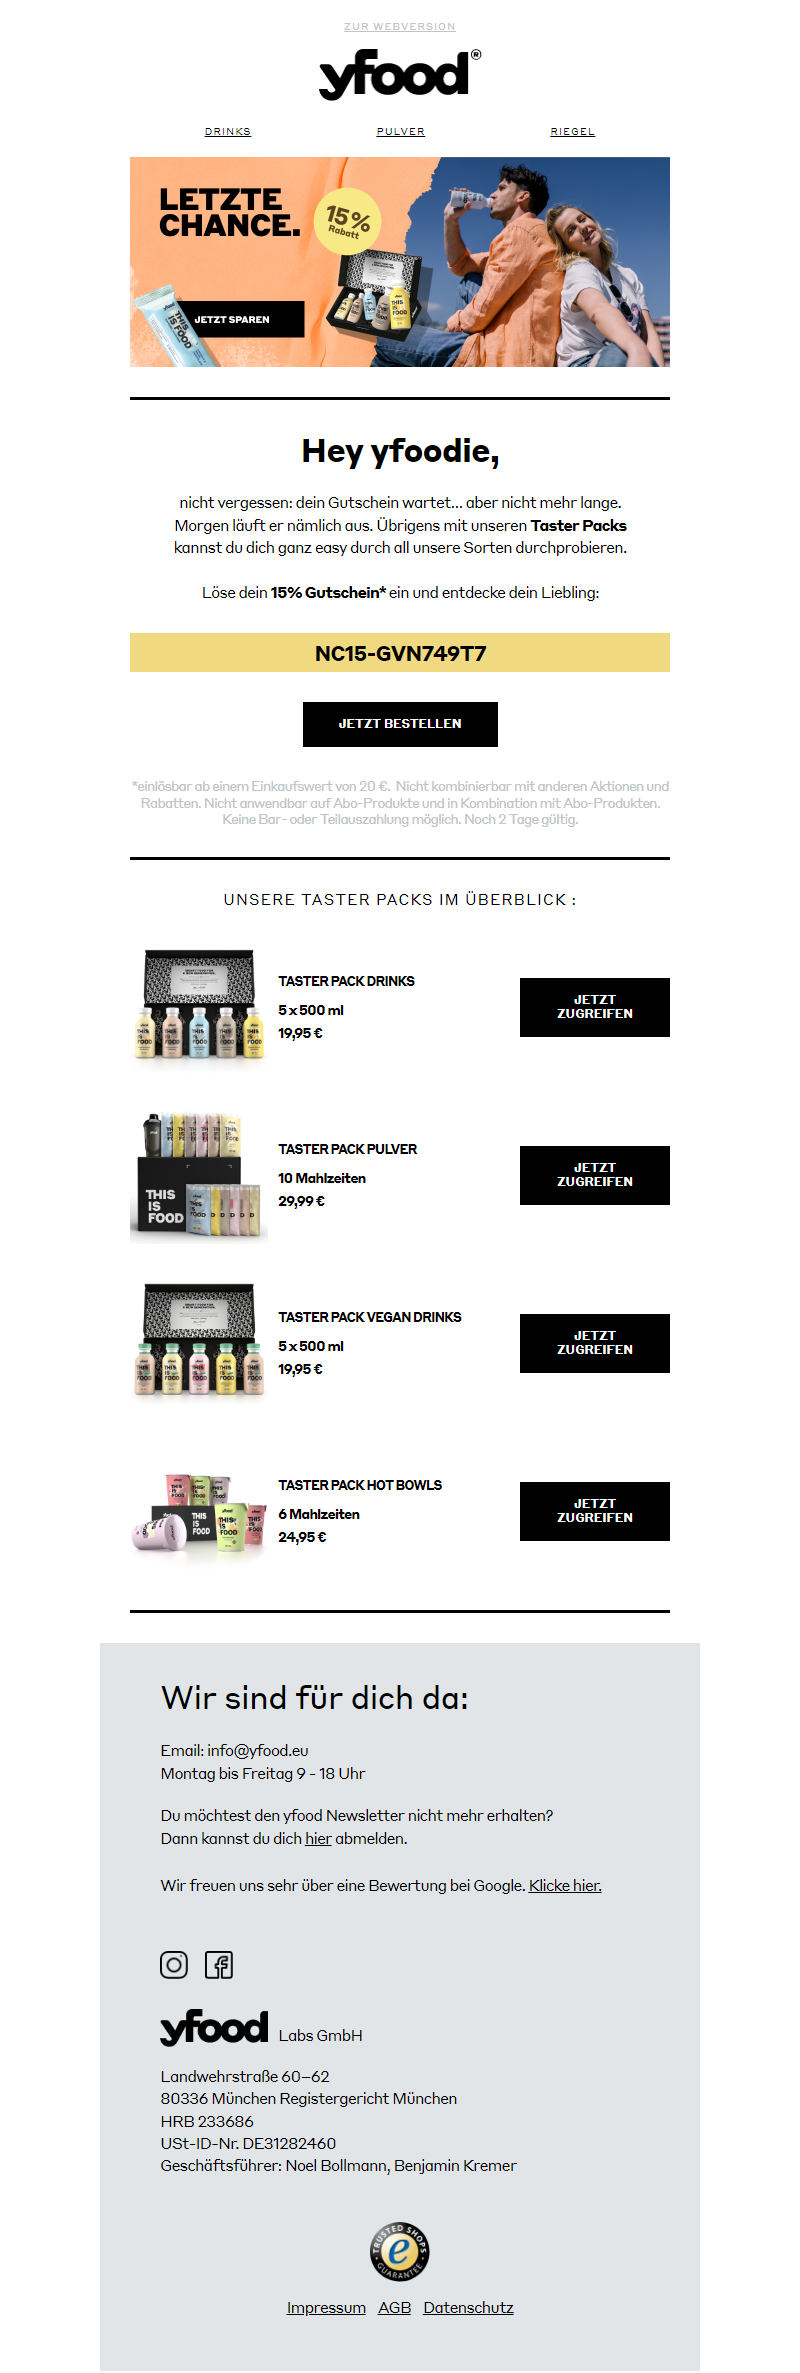 ZUR WEBVERSION
yfood®
DRINKS PULVER RIEGEL
LETZTE
CHANCE.
15%
Rabatt
THIS
IS
FOOD
JETZT SPAREN
Hey yfoodie,
nicht vergessen: dein Gutschein wartet... aber nicht mehr lange.
Morgen läuft er nämlich aus. Übrigens mit unseren Taster Packs
kannst du dich ganz easy durch all unsere Sorten durchprobieren.
Löse dein 15% Gutschein* ein und entdecke dein Liebling:
NC15-GVN749T7
JETZT BESTELLEN
*einlösbar ab einem Einkaufswert von 20 €. Nicht kombinierbar mit anderen Aktionen und
Rabatten. Nicht anwendbar auf Abo-Produkte und in Kombination mit Abo-Produkten.
Keine Bar- oder Teilauszahlung möglich. Noch 2 Tage gültig.
UNSERE TASTER PACKS IM ÜBERBLICK :
TASTER PACK DRINKS
5 x 500 ml
19,95 €
JETZT
ZUGREIFEN
THIS
IS
FOOD
TASTER PACK PULVER
10 Mahlzeiten
29,99 €
JETZT
ZUGREIFEN
TASTER PACK VEGAN DRINKS
5 x 500 ml
19,95 €
JETZT
ZUGREIFEN
THIS
IS
FOOD
TASTER PACK HOT BOWLS
6 Mahlzeiten
24,95 €
JETZT
ZUGREIFEN
Wir sind für dich da:
Email: info@yfood.eu
Montag bis Freitag 9 - 18 Uhr
Du möchtest den yfood Newsletter nicht mehr erhalten?
Dann kannst du dich hier abmelden.
Wir freuen uns sehr über eine Bewertung bei Google. Klicke hier.
yfood Labs GmbH
Landwehrstraße 60–62
80336 München Registergericht München
HRB 233686
USt-ID-Nr. DE31282460
Geschäftsführer: Noel Bollmann, Benjamin Kremer
TRUSTED SHOPS
e
GUARANTEE
Impressum AGB Datenschutz